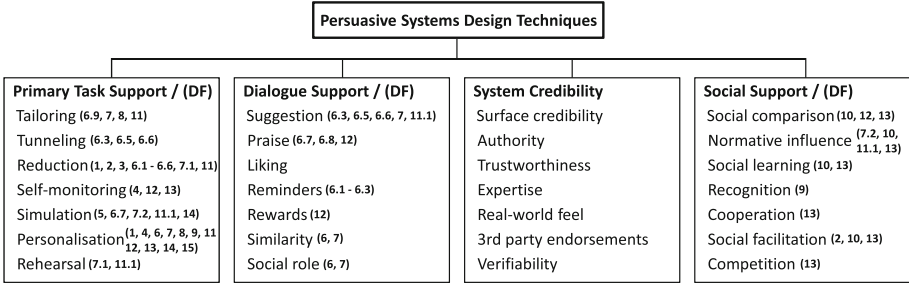 Persuasive Systems Design Techniques
Primary Task Support / (DF)
Tailoring (6.9, 7, 8, 11)
Tunneling (6.3, 6.5, 6.6)
Reduction (1, 2, 3, 6.1 - 6.6, 7.1, 11)
Self-monitoring (4, 12, 13)
Simulation (5, 6.7, 7.2, 11.1, 14)
Personalisation (1, 4, 6, 7, 8, 9, 11
12, 13, 14, 15)
Rehearsal (7.1, 11.1)
Dialogue Support / (DF)
Suggestion (6.3, 6.5, 6.6, 7, 11.1)
Praise (6.7, 6.8, 12)
Liking
Reminders (6.1 - 6.3)
Rewards (12)
Similarity (6, 7)
Social role (6, 7)
System Credibility
Surface credibility
Authority
Trustworthiness
Expertise
Real-world feel
3rd party endorsements
Verifiability
Social Support / (DF)
Social comparison (10, 12, 13)
Normative influence (7.2, 10,
11.1, 13)
Social learning (10, 13)
Recognition (9)
Cooperation (13)
Social facilitation (2, 10, 13)
Competition (13)